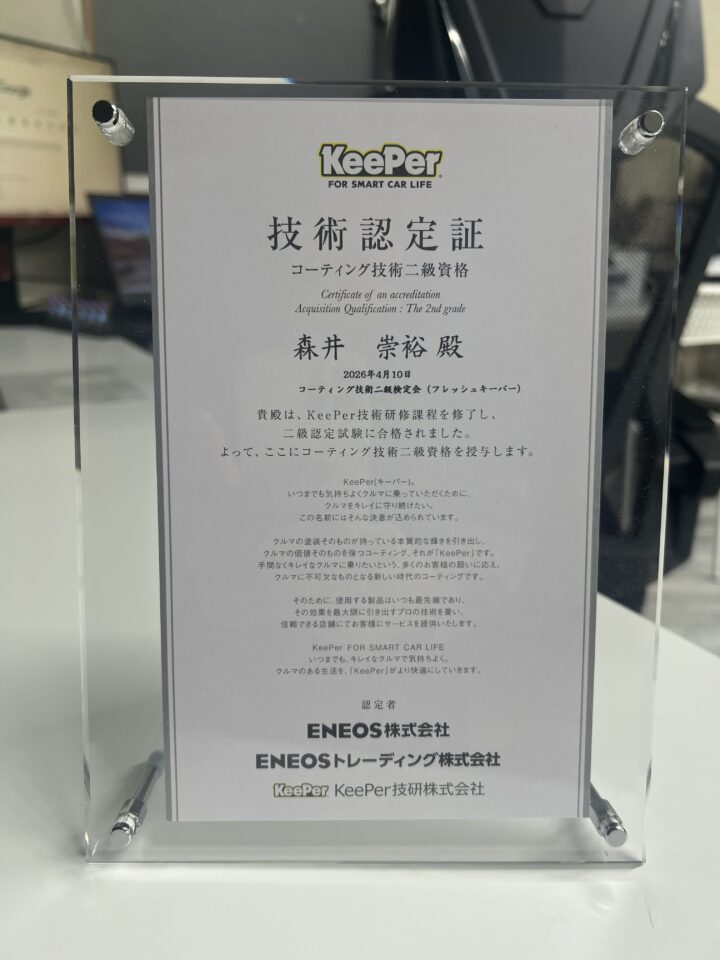 KeePer
FOR SMART CAR LIFE
技術認定証
コーティング技術二級資格
Certificate of an accreditation
Acquisition Qualification : The 2nd grade
森井 崇裕 殿
2026年4月10日
コーティング技術二級検定会（フレッシュキーパー）
貴殿は、KeePer技術研修課程を修了し、
二級認定試験に合格されました。
よって、ここにコーティング技術二級資格を授与します。
KeePer(キーパー)。
いつまでも気持ちよくクルマに乗っていただくために、
クルマをキレイに守り続けたい。
この名前にはそんな決意が込められています。
クルマの塗装そのものが持っている本質的な輝きを引き出し、
クルマの価値そのものを保つコーティング、それが「KeePer」です。
手間なくキレイなクルマに乗りたいという、多くのお客様の願いに応え、
クルマに不可欠なものとなる新しい時代のコーティングです。
そのために、使用する製品はいつも最先端であり、
その効果を最大限に引き出すプロの技術を養い、
信頼できる店舗にてお客様にサービスを提供いたします。
KeePer FOR SMART CAR LIFE
いつまでも、キレイなクルマで気持ちよく。
クルマのある生活を、「KeePer」がより快適にしていきます。
認定者
ENEOS株式会社
ENEOSトレーディング株式会社
KeePer KeePer技研株式会社